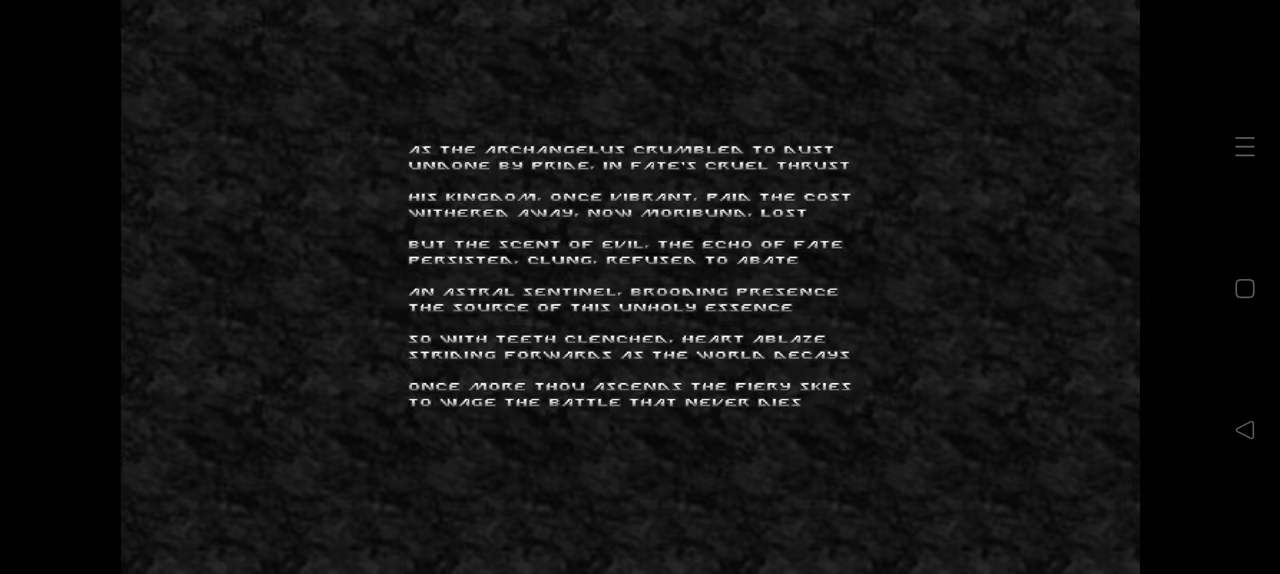 AS THE ARCHANGELUS CRUMBLED TO DUST
UNDONE BY PRIDE, IN FATE'S CRUEL THRUST
HIS KINGDOM, ONCE VIBRANT, PAID THE COST
WITHERED AWAY, NOW MORIBUND, LOST
BUT THE SCENT OF EVIL, THE ECHO OF FATE
PERSISTED, CLUNG, REFUSED TO ABATE
AN ASTRAL SENTINEL, BROODING PRESENCE
THE SOURCE OF THIS UNHOLY ESSENCE
SO WITH TEETH CLENCHED, HEART ABLAZE
STRIDING FORWARDS AS THE WORLD DECAYS
ONCE MORE THOU ASCENDS THE FIERY SKIES
TO WAGE THE BATTLE THAT NEVER DIES